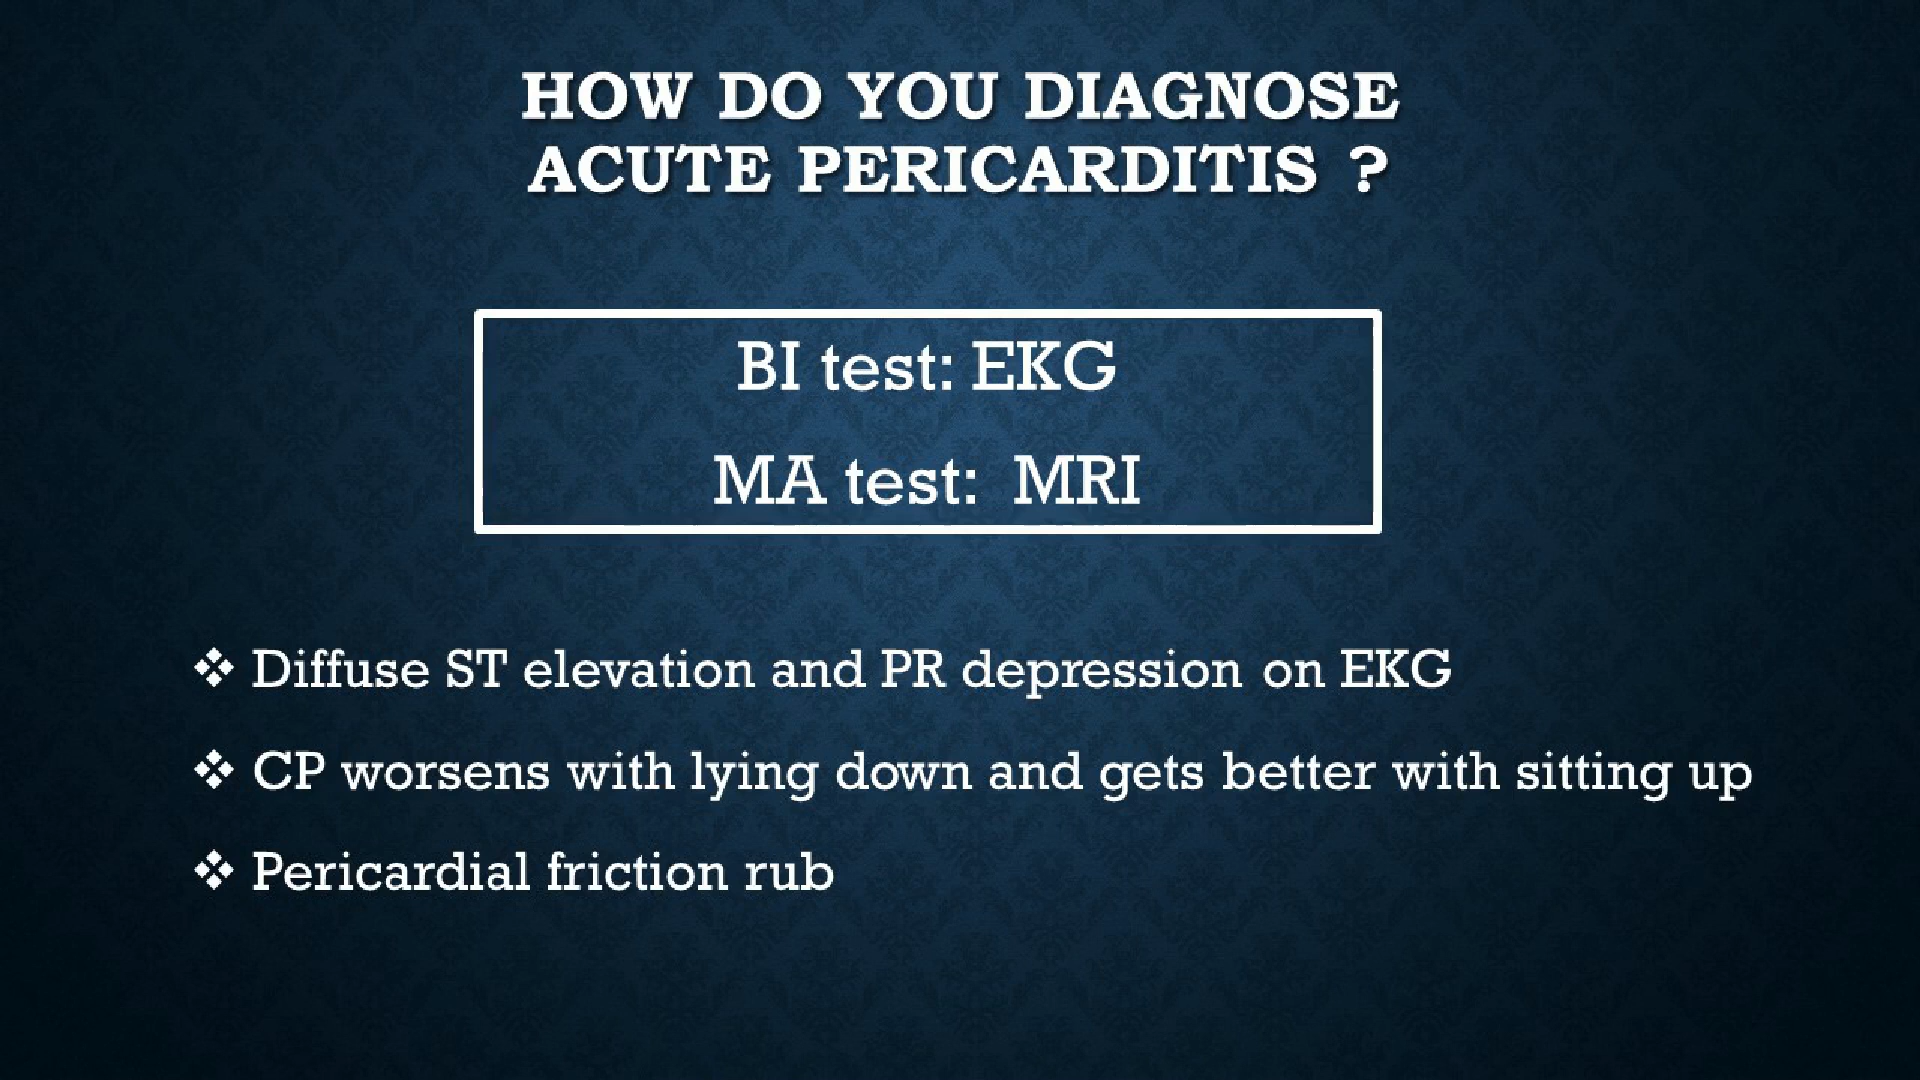 HOW DO YOU DIAGNOSE
ACUTE PERICARDITIS ?
BI test: EKG
MA test: MRI
❖ Diffuse ST elevation and PR depression on EKG
❖ CP worsens with lying down and gets better with sitting up
❖ Pericardial friction rub